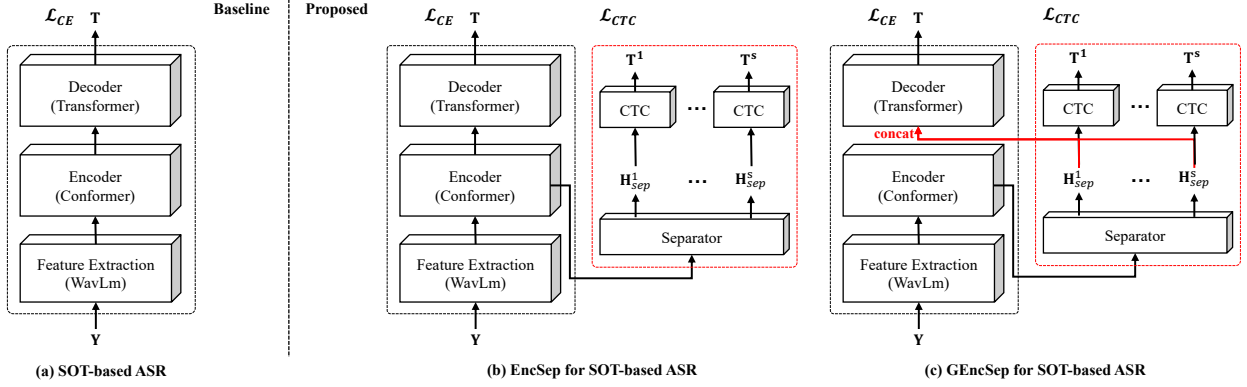 Baseline
Proposed
ℒ_CE T
Decoder
(Transformer)
Encoder
(Conformer)
Feature Extraction
(WavLm)
Y
(a) SOT-based ASR
ℒ_CE T
Decoder
(Transformer)
Encoder
(Conformer)
Feature Extraction
(WavLm)
Y
ℒ_CTC
T^1 T^s
CTC ... CTC
H^1_sep ... H^s_sep
Separator
(b) EncSep for SOT-based ASR
ℒ_CE T
Decoder
(Transformer)
concat
Encoder
(Conformer)
Feature Extraction
(WavLm)
Y
ℒ_CTC
T^1 T^s
CTC ... CTC
H^1_sep ... H^s_sep
Separator
(c) GEncSep for SOT-based ASR